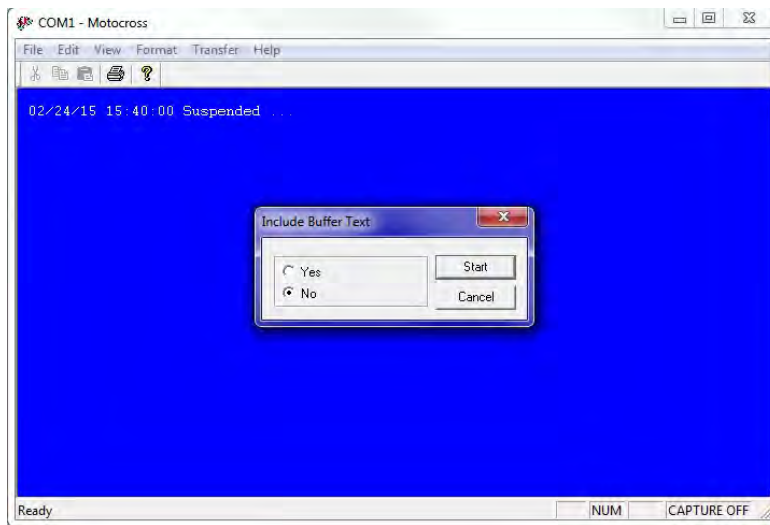 COM1 - Motocross
File Edit View Format Transfer Help
02/24/15 15:40:00 Suspended ...
Include Buffer Text
Yes
Start
No
Cancel
Ready
NUM
CAPTURE OFF